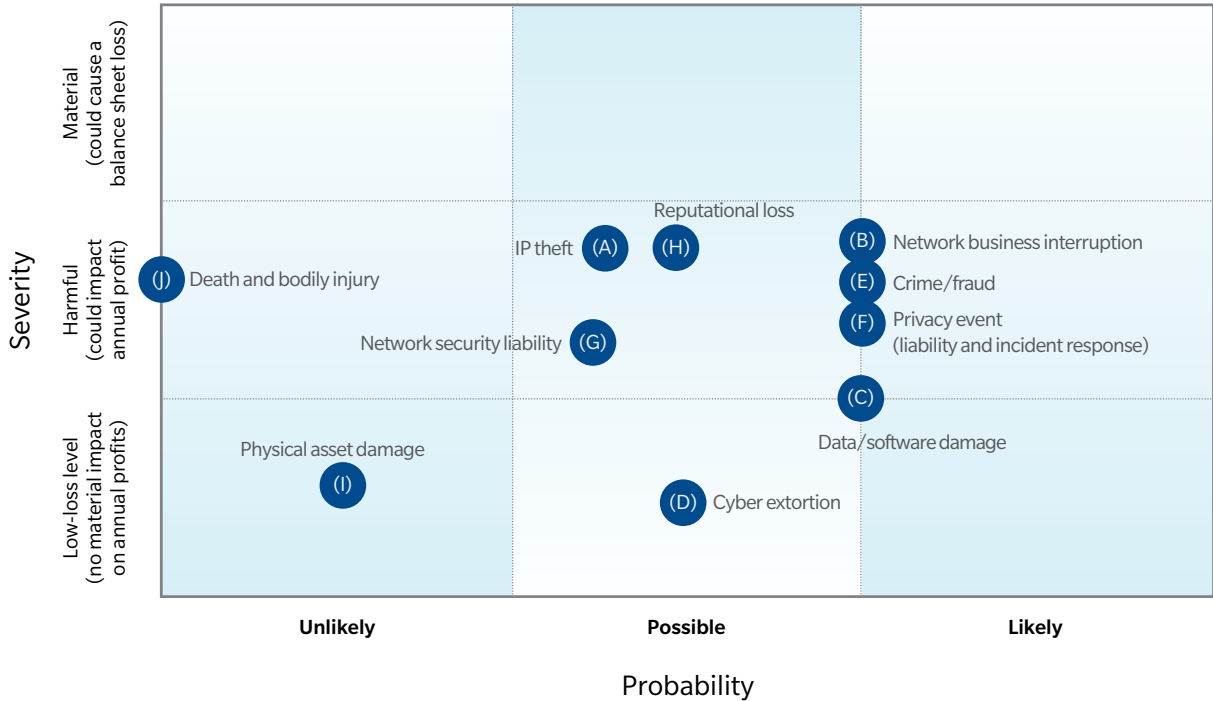 Severity
Material
(could cause a
balance sheet loss)
Harmful
(could impact
annual profit)
Low-loss level
(no material impact
on annual profits)
Reputational loss
IP theft
(A)
(H)
(B)
Network business interruption
(J)
Death and bodily injury
(E)
Crime/fraud
(F)
Privacy event
(liability and incident response)
Network security liability
(G)
(C)
Data/software damage
Physical asset damage
(I)
(D)
Cyber extortion
Unlikely
Possible
Likely
Probability